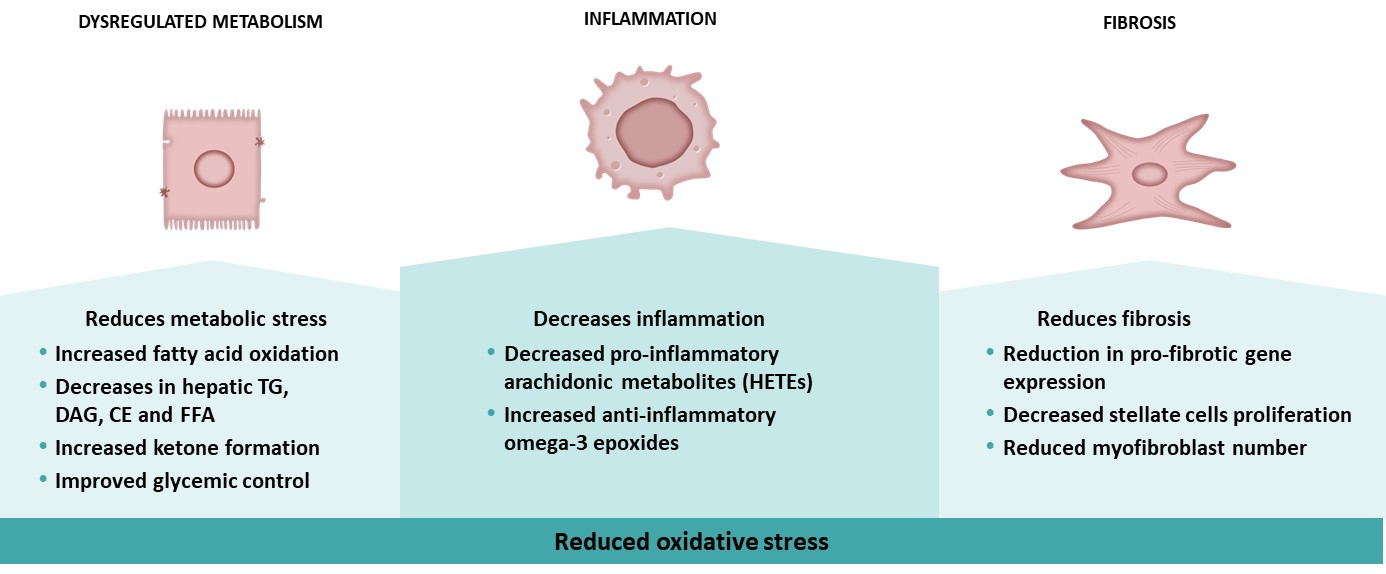 DYSREGULATED METABOLISM
INFLAMMATION
FIBROSIS
Reduces metabolic stress
• Increased fatty acid oxidation
• Decreases in hepatic TG,
DAG, CE and FFA
• Increased ketone formation
• Improved glycemic control
Decreases inflammation
• Decreased pro-inflammatory
arachidonic metabolites (HETEs)
• Increased anti-inflammatory
omega-3 epoxides
Reduces fibrosis
• Reduction in pro-fibrotic gene
expression
• Decreased stellate cells proliferation
• Reduced myofibroblast number
Reduced oxidative stress